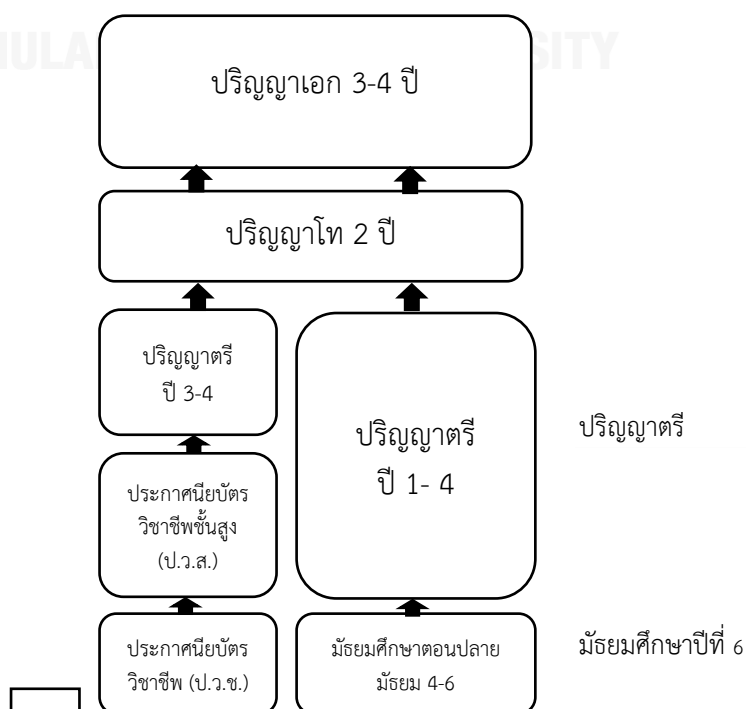 ปริญญาเอก 3-4 ปี
ปริญญาโท 2 ปี
ปริญญาตรี
ปี 3-4
ปริญญาตรี
ปี 1- 4
ปริญญาตรี
ประกาศนียบัตร
วิชาชีพชั้นสูง
(ป.ว.ส.)
ประกาศนียบัตร
วิชาชีพ (ป.ว.ช.)
มัธยมศึกษาตอนปลาย
มัธยม 4-6
มัธยมศึกษาปีที่ 6